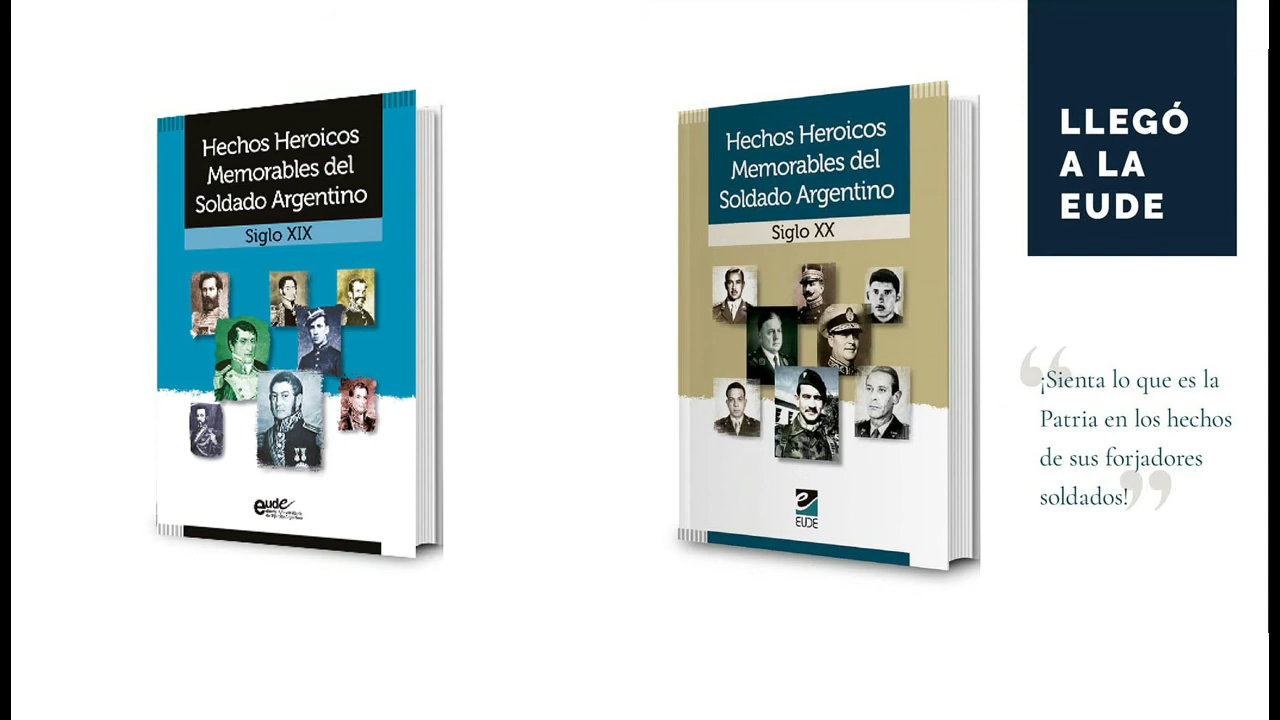 Hechos Heroicos
Memorables del
Soldado Argentino
Siglo XIX
eude
Hechos Heroicos
Memorables del
Soldado Argentino
Siglo XX
e
EUDE
LLEGÓ
A LA
EUDE
“¡Sienta lo que es la
Patria en los hechos
de sus forjadores
soldados!”